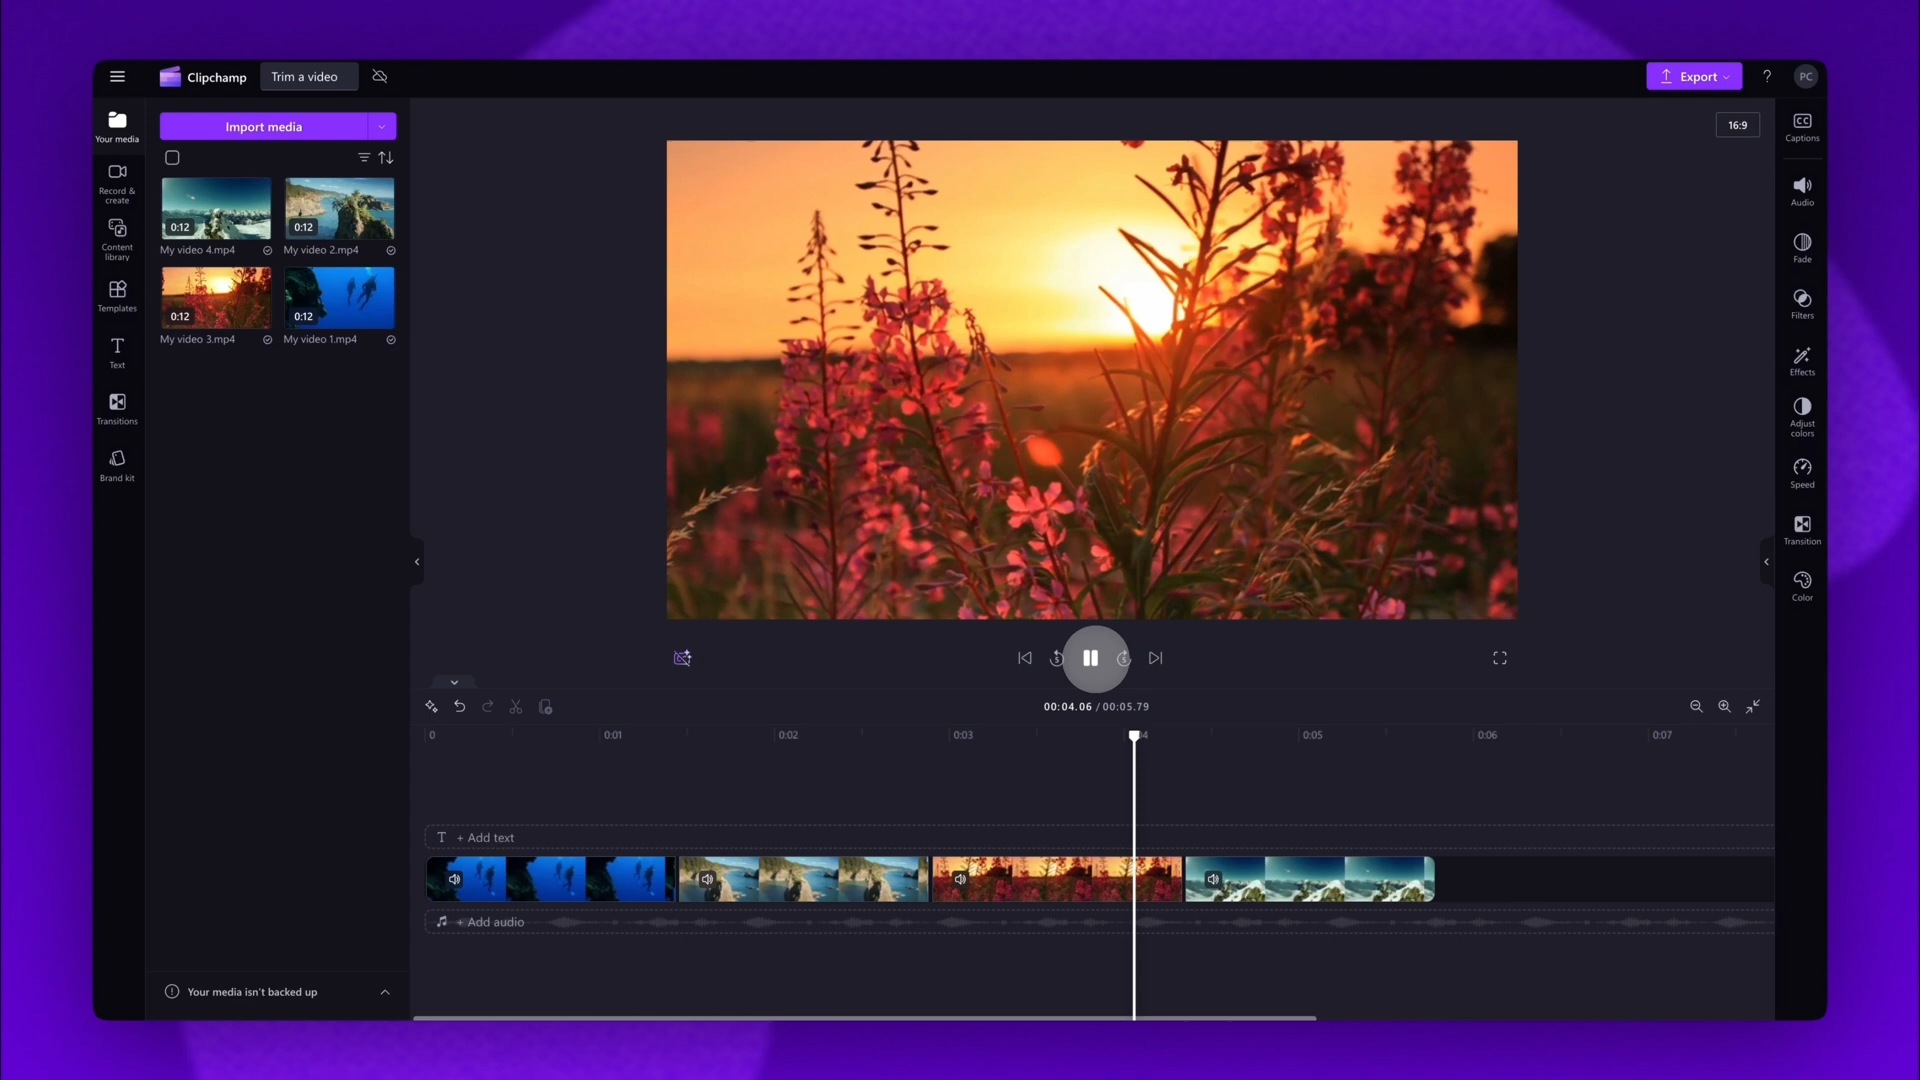 Clipchamp
Trim a video
Export
?
PC
Your media
Import media
16:9
Captions
Record &
create
0:12
0:12
My video 4.mp4
My video 2.mp4
Audio
Content
library
Fade
Templates
0:12
0:12
My video 3.mp4
My video 1.mp4
Filters
Text
Effects
Transitions
Adjust
colors
Brand kit
Speed
Transition
Color
5
5
00:04.06 / 00:05.79
0
0:01
0:02
0:03
0:05
0:06
0:07
T + Add text
+ Add audio
Your media isn't backed up